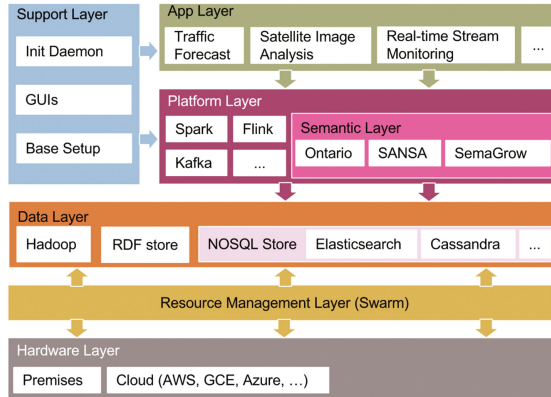 Support Layer
Init Daemon
GUIs
Base Setup
App Layer
Traffic
Forecast
Satellite Image
Analysis
Real-time Stream
Monitoring
...
Platform Layer
Spark
Flink
Kafka
...
Semantic Layer
Ontario
SANSA
SemaGrow
Data Layer
Hadoop
RDF store
NOSQL Store
Elasticsearch
Cassandra
...
Resource Management Layer (Swarm)
Hardware Layer
Premises
Cloud (AWS, GCE, Azure, ...)